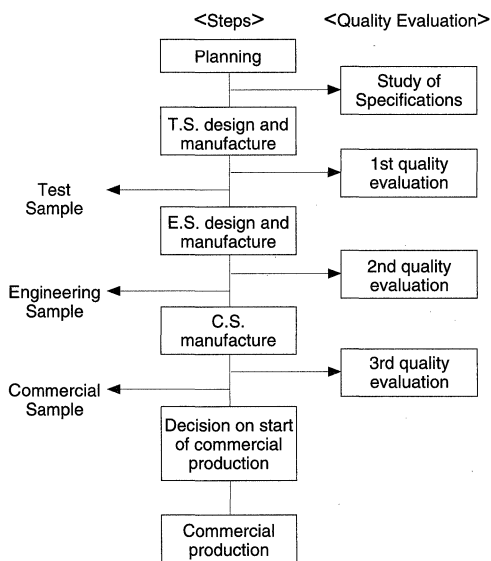 <Steps> <Quality Evaluation>
Planning
Study of
Specifications
T.S. design and
manufacture
1st quality
evaluation
Test
Sample
E.S. design and
manufacture
2nd quality
evaluation
Engineering
Sample
C.S.
manufacture
3rd quality
evaluation
Commercial
Sample
Decision on start
of commercial
production
Commercial
production